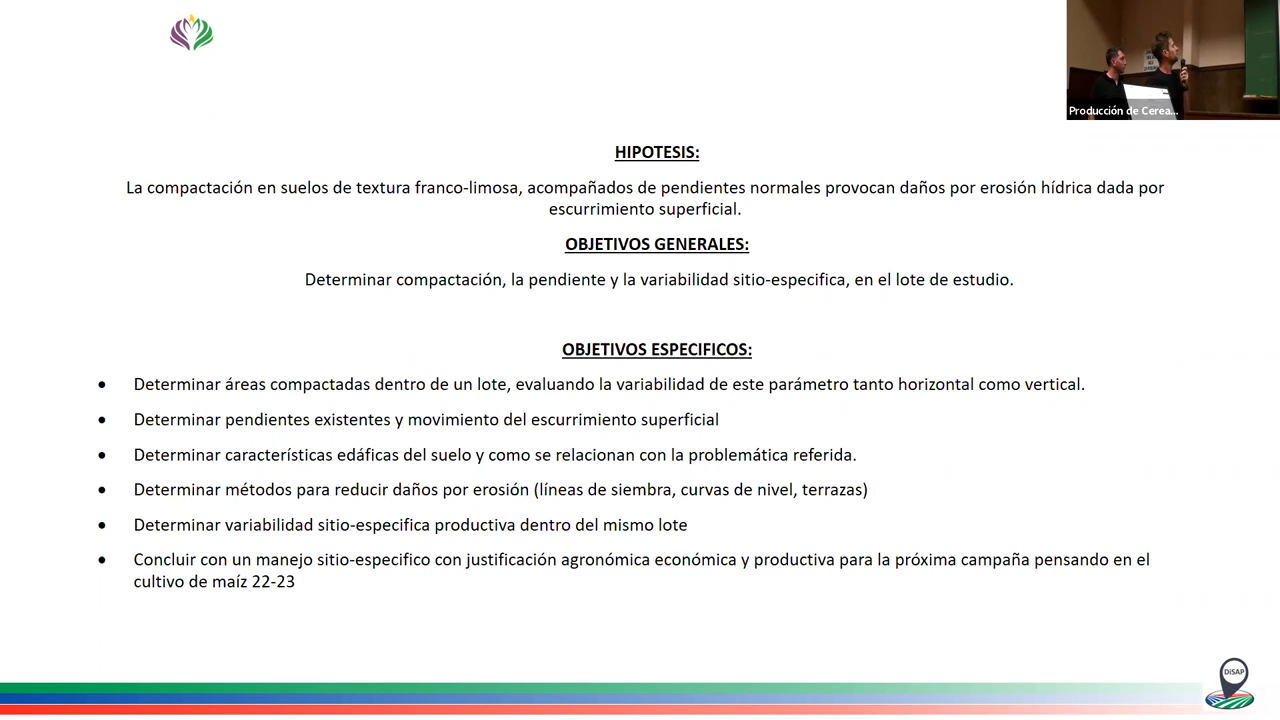 Producción de Cerea...
HIPOTESIS:
La compactación en suelos de textura franco-limosa, acompañados de pendientes normales provocan daños por erosión hídrica dada por
escurrimiento superficial.
OBJETIVOS GENERALES:
Determinar compactación, la pendiente y la variabilidad sitio-especifica, en el lote de estudio.
OBJETIVOS ESPECIFICOS:
• Determinar áreas compactadas dentro de un lote, evaluando la variabilidad de este parámetro tanto horizontal como vertical.
• Determinar pendientes existentes y movimiento del escurrimiento superficial
• Determinar características edáficas del suelo y como se relacionan con la problemática referida.
• Determinar métodos para reducir daños por erosión (líneas de siembra, curvas de nivel, terrazas)
• Determinar variabilidad sitio-especifica productiva dentro del mismo lote
• Concluir con un manejo sitio-especifico con justificación agronómica económica y productiva para la próxima campaña pensando en el
cultivo de maíz 22-23
DiSAP